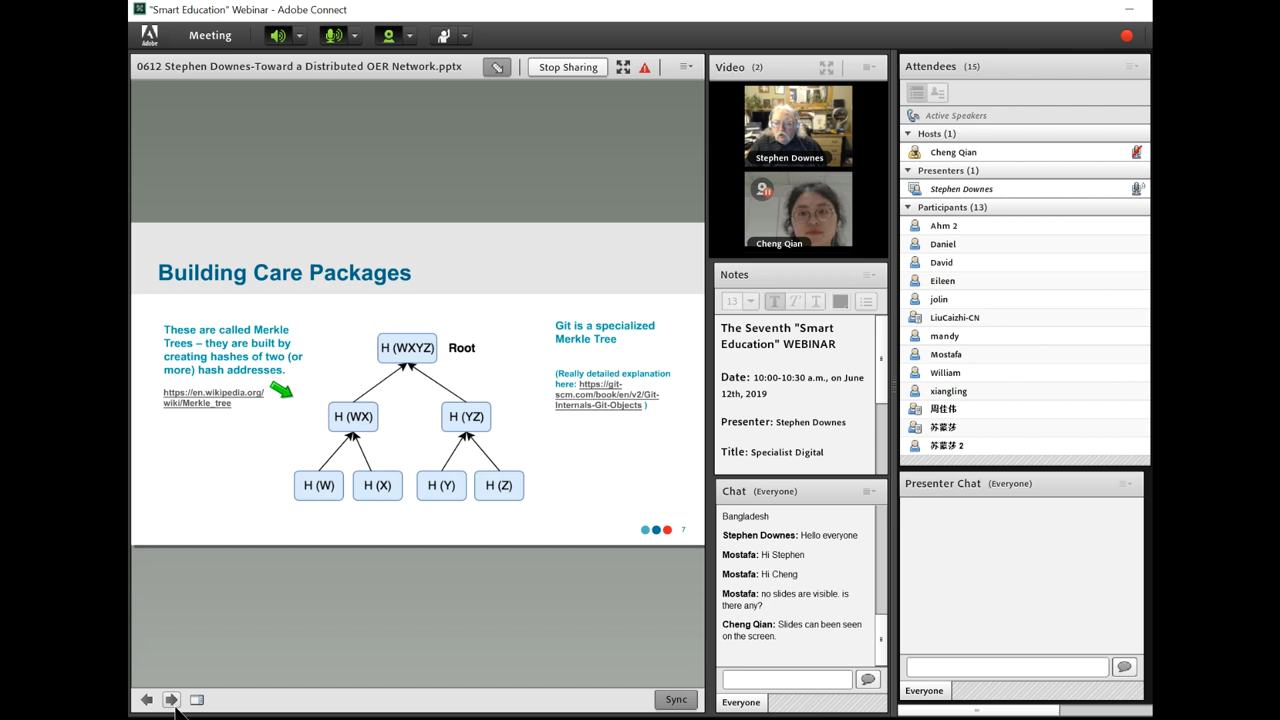 "Smart Education" Webinar - Adobe Connect
Adobe
Meeting
0612 Stephen Downes-Toward a Distributed OER Network.pptx
Stop Sharing
Building Care Packages
These are called Merkle
Trees – they are built by
creating hashes of two (or
more) hash addresses.
https://en.wikipedia.org/
wiki/Merkle_tree
H (WXYZ)
Root
H (WX)
H (YZ)
H (W)
H (X)
H (Y)
H (Z)
Git is a specialized
Merkle Tree
(Really detailed explanation
here: https://git-
scm.com/book/en/v2/Git-
Internals-Git-Objects )
7
Sync
Video (2)
Stephen Downes
Cheng Qian
Notes
13
T T T
The Seventh "Smart
Education" WEBINAR
Date: 10:00-10:30 a.m., on June
12th, 2019
Presenter: Stephen Downes
Title: Specialist Digital
Chat (Everyone)
Bangladesh
Stephen Downes: Hello everyone
Mostafa: Hi Stephen
Mostafa: Hi Cheng
Mostafa: no slides are visible. is
there any?
Cheng Qian: Slides can been seen
on the screen.
Everyone
Attendees (15)
Active Speakers
Hosts (1)
Cheng Qian
Presenters (1)
Stephen Downes
Participants (13)
Ahm 2
Daniel
David
Eileen
jolin
LiuCaizhi-CN
mandy
Mostafa
William
xiangling
周佳伟
苏蒙莎
苏蒙莎 2
Presenter Chat (Everyone)
Everyone